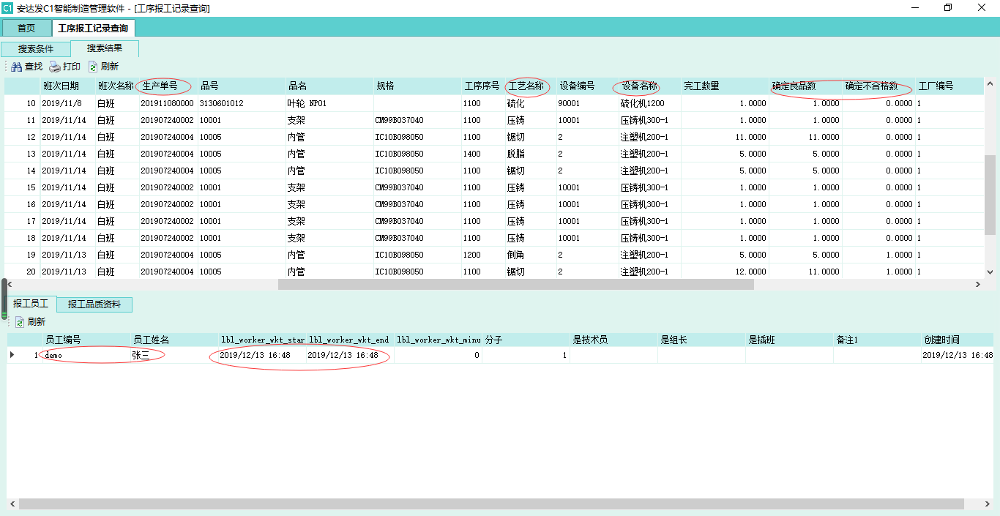 C1 安达发C1智能制造管理软件 - [工序报工记录查询]
首页 工序报工记录查询
搜索条件 搜索结果
查找 打印 刷新
班次日期 班次名称 生产单号 品号 品名 规格 工序序号 工艺名称 设备编号 设备名称 完工数量 确定良品数 确定不合格数 工厂编号
10 2019/11/8 白班 201911080000 3130601012 叶轮 NP01 1100 硫化 90001 硫化机1200 1.0000 1.0000 0.0000 1
11 2019/11/14 白班 201907240002 10001 支架 CM99B037040 1100 压铸 10001 压铸机300-1 1.0000 1.0000 0.0000 1
12 2019/11/14 白班 201907240004 10005 内管 IC10B098050 1100 锯切 2 注塑机200-1 11.0000 11.0000 0.0000 1
13 2019/11/14 白班 201907240004 10005 内管 IC10B098050 1400 脱脂 2 注塑机200-1 5.0000 5.0000 0.0000 1
14 2019/11/14 白班 201907240004 10005 内管 IC10B098050 1100 锯切 2 注塑机200-1 5.0000 5.0000 0.0000 1
15 2019/11/14 白班 201907240002 10001 支架 CM99B037040 1100 压铸 10001 压铸机300-1 1.0000 1.0000 0.0000 1
16 2019/11/14 白班 201907240002 10001 支架 CM99B037040 1100 压铸 10001 压铸机300-1 1.0000 1.0000 0.0000 1
17 2019/11/14 白班 201907240002 10001 支架 CM99B037040 1100 压铸 10001 压铸机300-1 1.0000 1.0000 0.0000 1
18 2019/11/14 白班 201907240002 10001 支架 CM99B037040 1100 压铸 10001 压铸机300-1 1.0000 1.0000 0.0000 1
19 2019/11/13 白班 201907240004 10005 内管 IC10B098050 1200 倒角 2 注塑机200-1 5.0000 5.0000 1.0000 1
20 2019/11/13 白班 201907240004 10005 内管 IC10B098050 1100 锯切 2 注塑机200-1 12.0000 11.0000 1.0000 1
报工员工 报工品质资料
刷新
员工编号 员工姓名 lbl_worker_wkt_star lbl_worker_wkt_end lbl_worker_wkt_minu 分子 是技术员 是组长 是插班 备注1 创建时间
1 demo 张三 2019/12/13 16:48 2019/12/13 16:48 0 1 2019/12/13 16:48